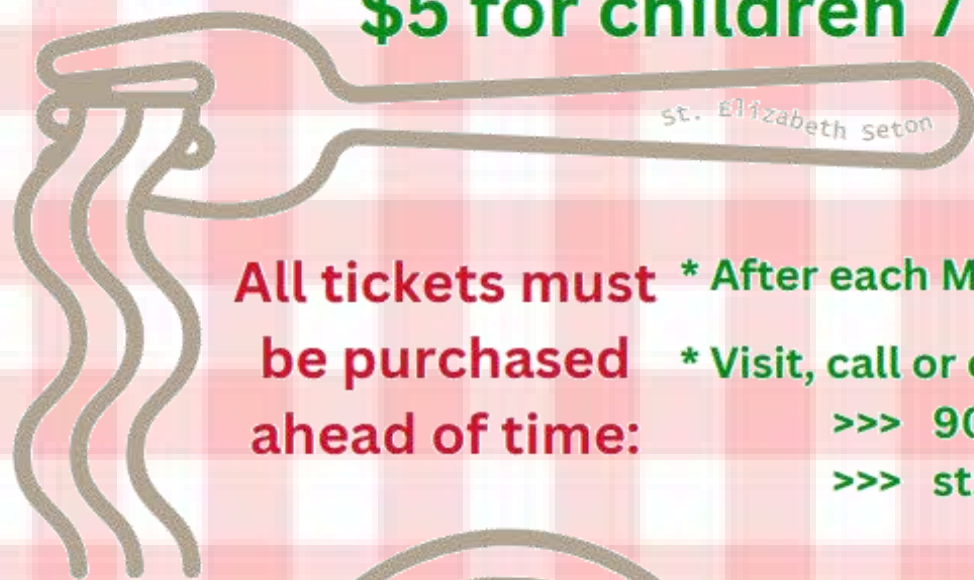 $5 for children 7
St. Elizabeth Seton
All tickets must
be purchased
ahead of time:
* After each M
* Visit, call or
>>> 90
>>> st